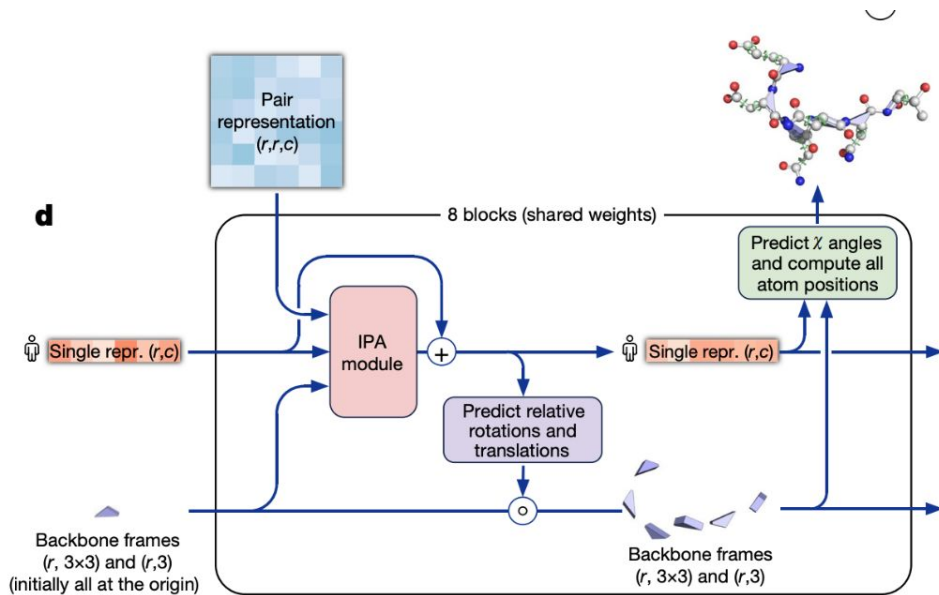 Pair
representation
(r,r,c)
d
8 blocks (shared weights)
Predict χ angles
and compute all
atom positions
IPA
module
Single repr. (r,c)
+
Single repr. (r,c)
Predict relative
rotations and
translations
Backbone frames
(r, 3×3) and (r,3)
(initially all at the origin)
Backbone frames
(r, 3×3) and (r,3)